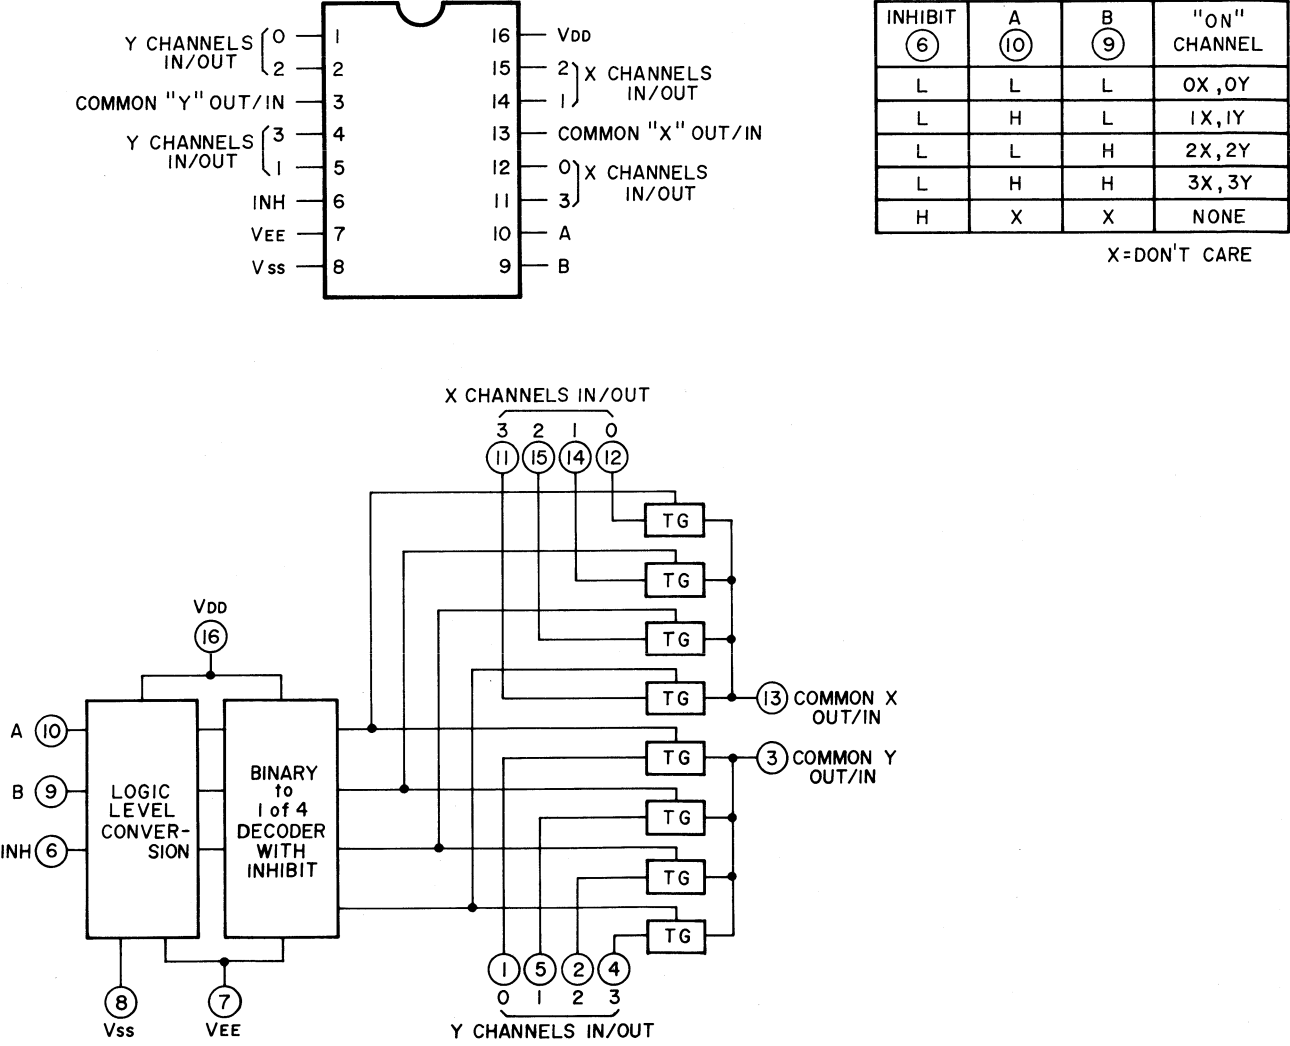 Y CHANNELS IN/OUT
0 1
2 2
COMMON "Y" OUT/IN 3
Y CHANNELS IN/OUT
3 4
1 5
INH 6
VEE 7
Vss 8
16 VDD
15 2
14 1
X CHANNELS IN/OUT
13 COMMON "X" OUT/IN
12 0
11 3
X CHANNELS IN/OUT
10 A
9 B
INHIBIT 6 A 10 B 9 "ON" CHANNEL
L L L 0X,0Y
L H L 1X,1Y
L L H 2X,2Y
L H H 3X,3Y
H X X NONE
X=DON'T CARE
X CHANNELS IN/OUT
3 2 1 0
11 15 14 12
TG
TG
TG
TG
13 COMMON X
OUT/IN
TG
3 COMMON Y
OUT/IN
TG
TG
TG
VDD
16
A 10
B 9
INH 6
LOGIC
LEVEL
CONVER-
SION
BINARY
to
1 of 4
DECODER
WITH
INHIBIT
8
Vss
7
VEE
1 5 2 4
0 1 2 3
Y CHANNELS IN/OUT